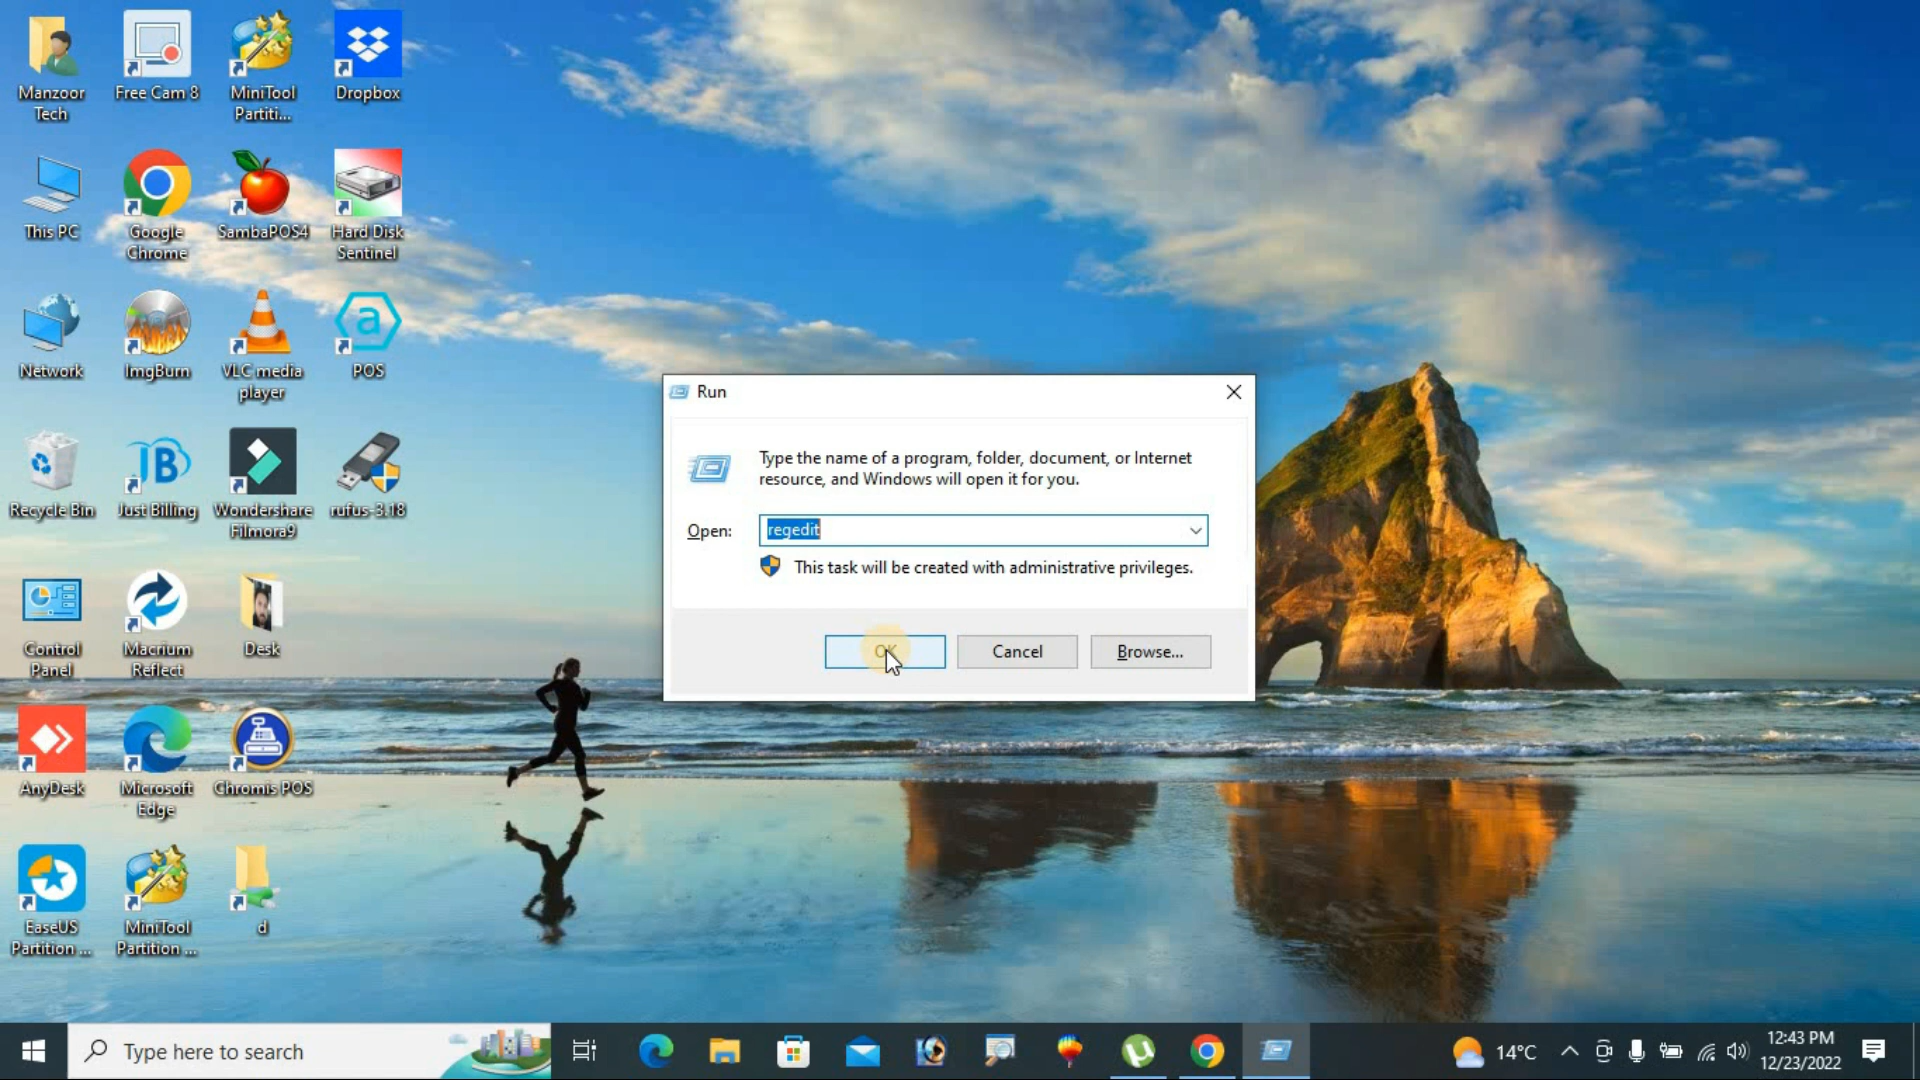 Manzoor
Tech
Free Cam 8
MiniTool
Partiti...
Dropbox
This PC
Google
Chrome
SambaPOS4
Hard Disk
Sentinel
Network
ImgBurn
VLC media
player
a
POS
Recycle Bin
Just Billing
Wondershare
Filmora9
rufus-3.18
Control
Panel
Macrium
Reflect
Desk
AnyDesk
Microsoft
Edge
Chromis POS
EaseUS
Partition ...
MiniTool
Partition ...
d
Run
Type the name of a program, folder, document, or Internet
resource, and Windows will open it for you.
Open:
regedit
This task will be created with administrative privileges.
OK
Cancel
Browse...
Type here to search
14°C
12:43 PM
12/23/2022